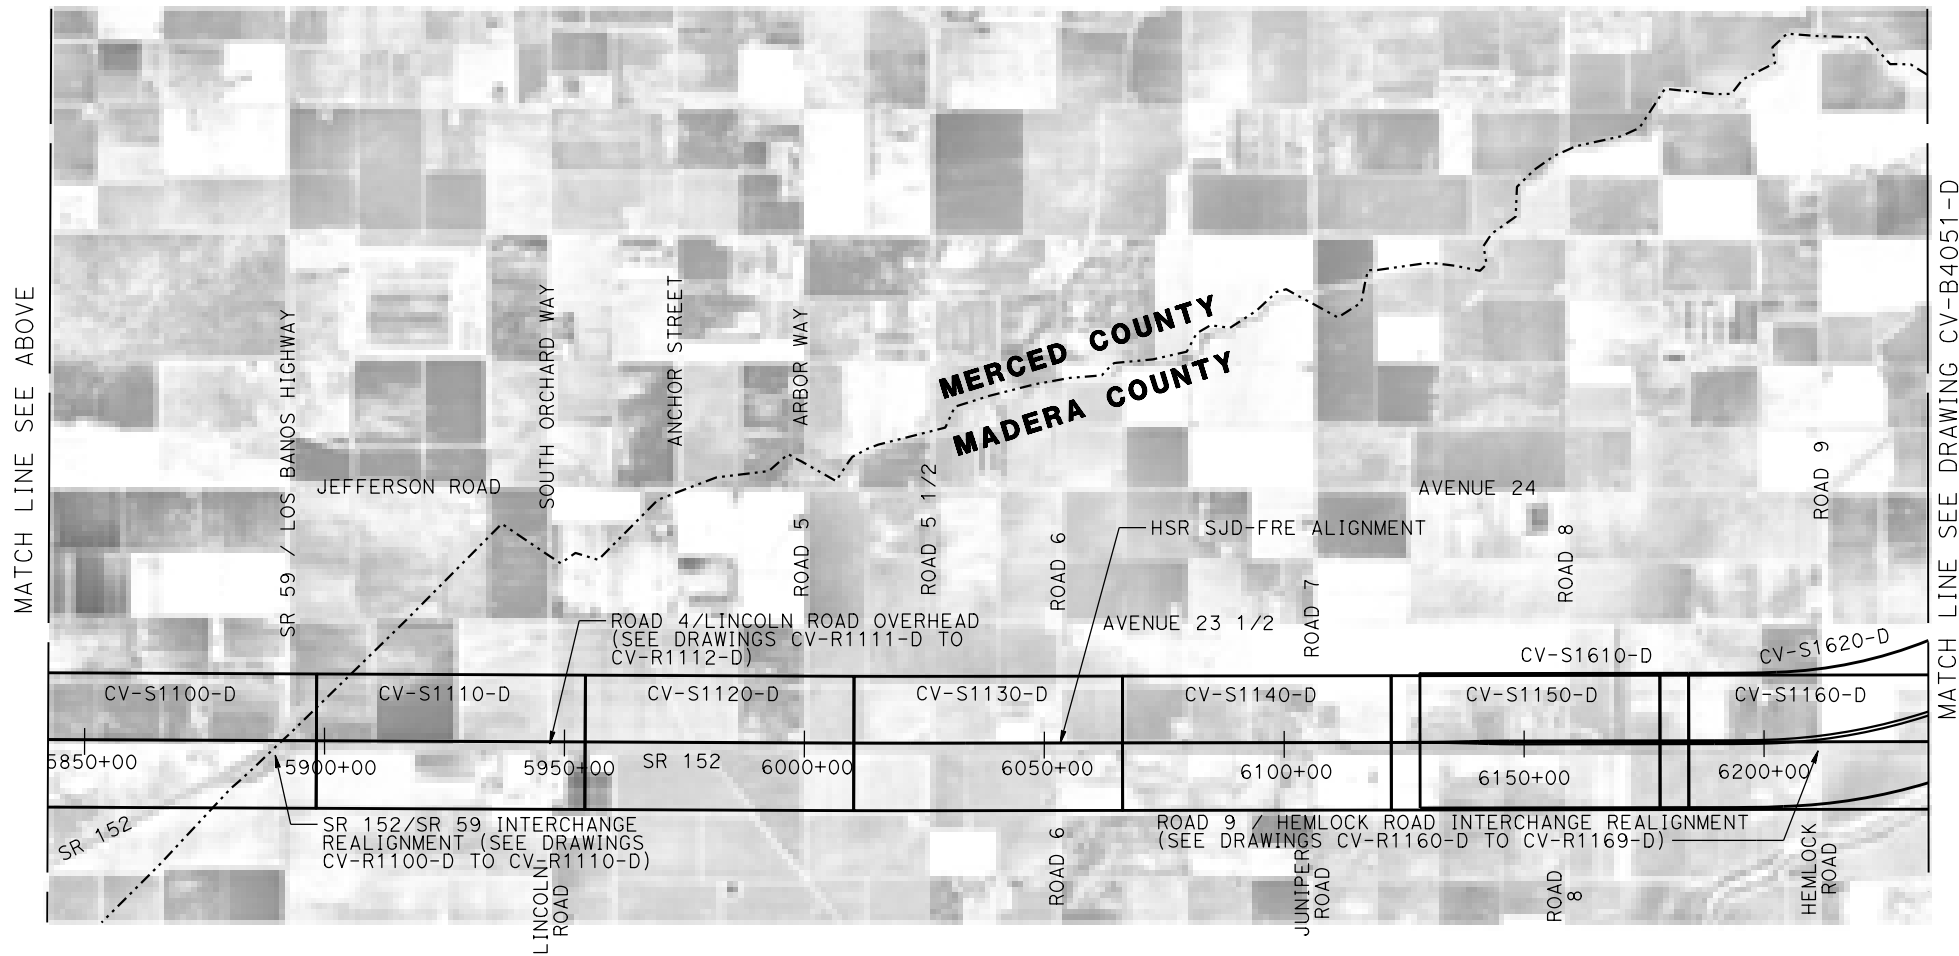 MATCH LINE SEE ABOVE
MATCH LINE SEE DRAWING CV-B4051-D
SR 59 / LOS BANOS HIGHWAY
JEFFERSON ROAD
SOUTH ORCHARD WAY
ANCHOR STREET
ARBOR WAY
MERCED COUNTY
MADERA COUNTY
ROAD 5
ROAD 5 1/2
ROAD 6
HSR SJD-FRE ALIGNMENT
AVENUE 24
ROAD 9
ROAD 8
ROAD 7
AVENUE 23 1/2
ROAD 4/LINCOLN ROAD OVERHEAD
(SEE DRAWINGS CV-R1111-D TO
CV-R1112-D)
CV-S1610-D
CV-S1620-D
CV-S1100-D
CV-S1110-D
CV-S1120-D
CV-S1130-D
CV-S1140-D
CV-S1150-D
CV-S1160-D
5850+00
5900+00
5950+00
SR 152
6000+00
6050+00
6100+00
6150+00
6200+00
SR 152
SR 152/SR 59 INTERCHANGE
REALIGNMENT (SEE DRAWINGS
CV-R1100-D TO CV-R1110-D)
LINCOLN
ROAD
ROAD 6
ROAD 9 / HEMLOCK ROAD INTERCHANGE REALIGNMENT
(SEE DRAWINGS CV-R1160-D TO CV-R1169-D)
JUNIPER
ROAD
ROAD
8
HEMLOCK
ROAD